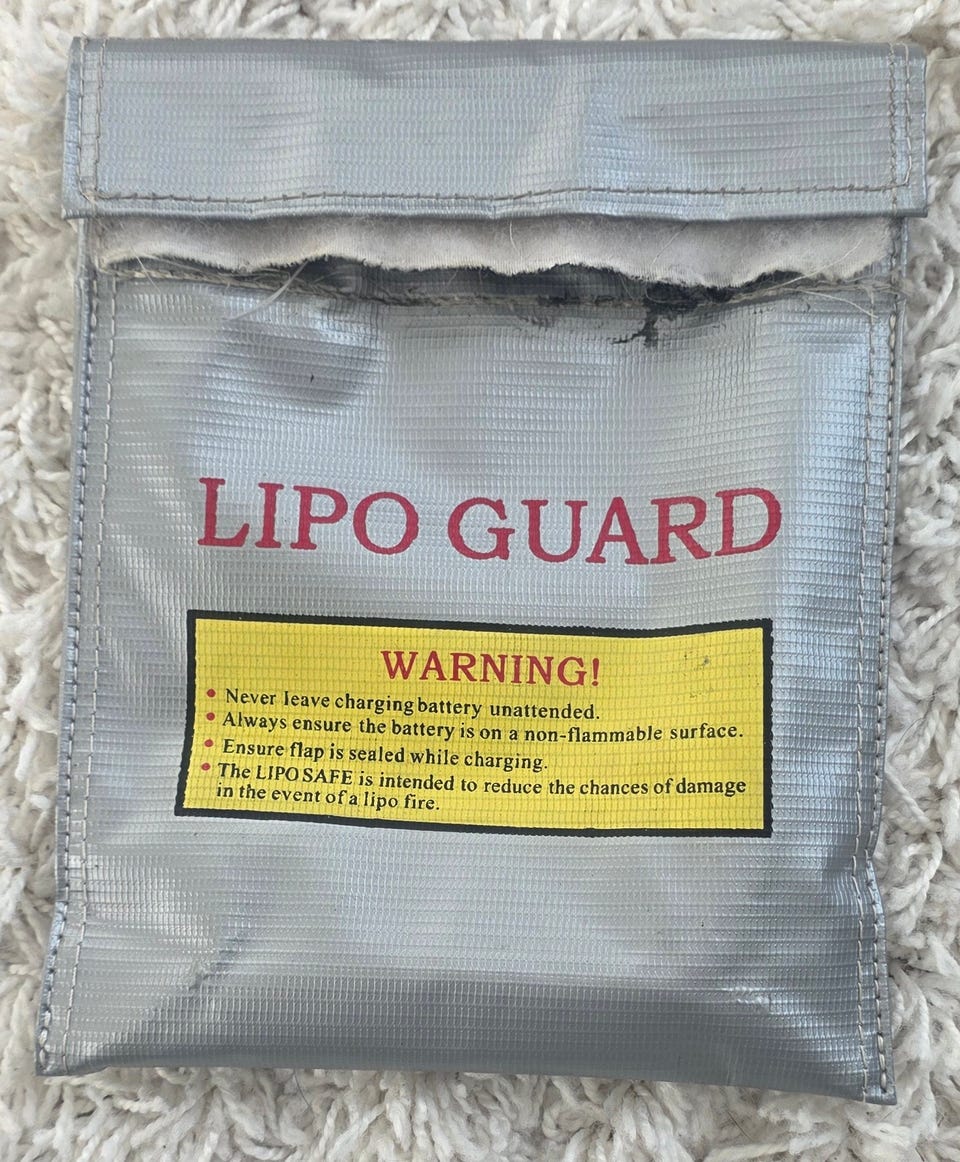 LIPO GUARD
WARNING!
• Never leave charging battery unattended.
• Always ensure the battery is on a non-flammable surface.
• Ensure flap is sealed while charging.
• The LIPO SAFE is intended to reduce the chances of damage
in the event of a lipo fire.